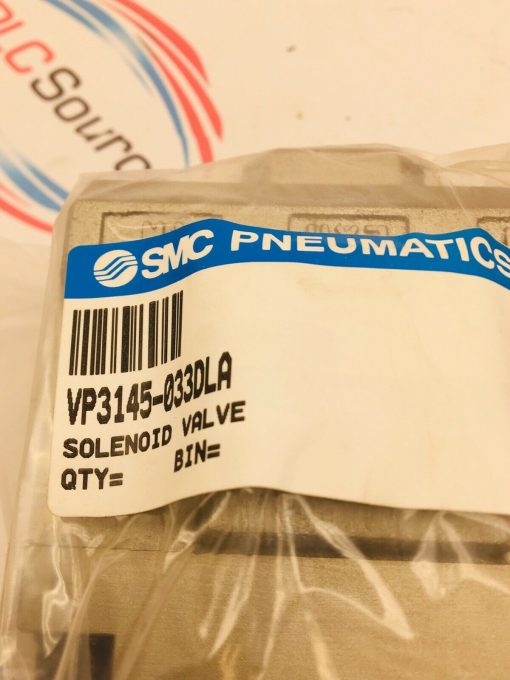 PLCSource
SMC PNEUMATICS
VP3145-033DLA
SOLENOID VALVE
QTY= BIN=